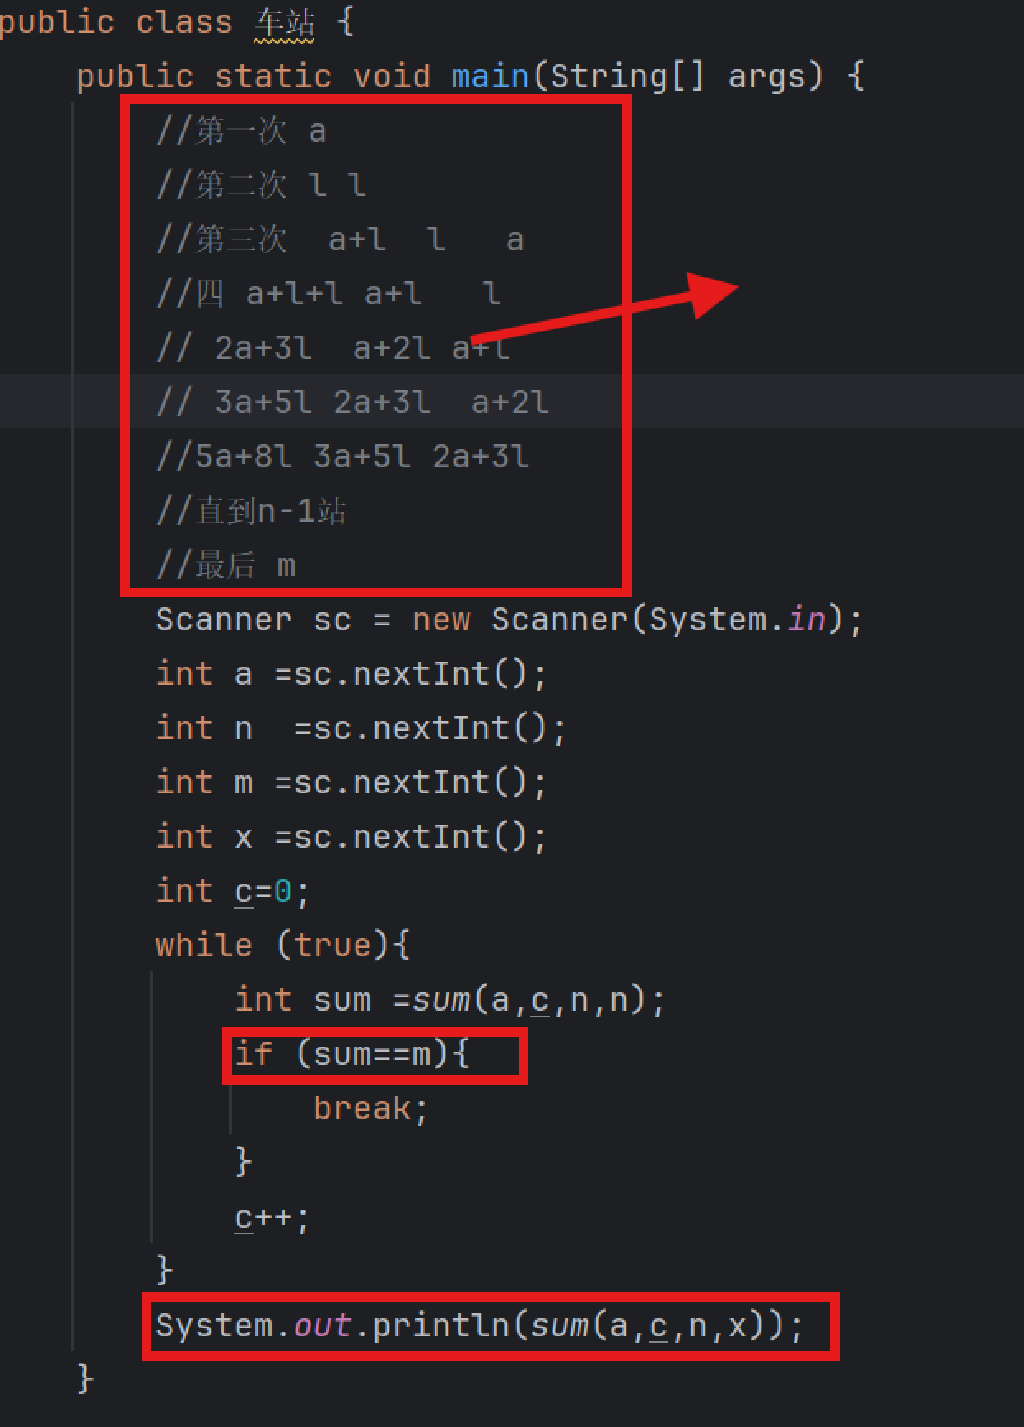 public class 车站 {
public static void main(String[] args) {
//第一次 a
//第二次 l l
//第三次  a+l  l   a
//四 a+l+l a+l   l
// 2a+3l  a+2l a+l
// 3a+5l 2a+3l  a+2l
//5a+8l 3a+5l 2a+3l
//直到n-1站
//最后 m
Scanner sc = new Scanner(System.in);
int a =sc.nextInt();
int n  =sc.nextInt();
int m =sc.nextInt();
int x =sc.nextInt();
int c=0;
while (true){
int sum =sum(a,c,n,n);
if (sum==m){
break;
}
c++;
}
System.out.println(sum(a,c,n,x));
}